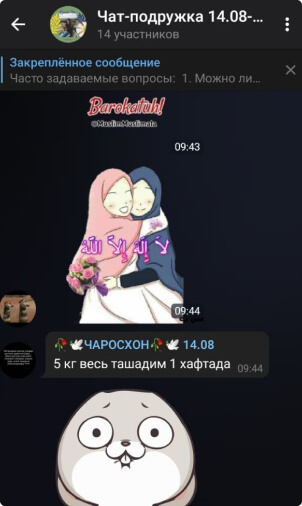 Чат-подружка 14.08-...
14 участников
Закреплённое сообщение
Часто задаваемые вопросы: 1. Можно ли...
Barokatuh!
@MuslimMuslimata
09:43
لا إله إلا الله
09:44
🥀🕊ЧАРОСХОН🥀🕊 14.08
5 кг весь ташадим 1 хафтада
09:44